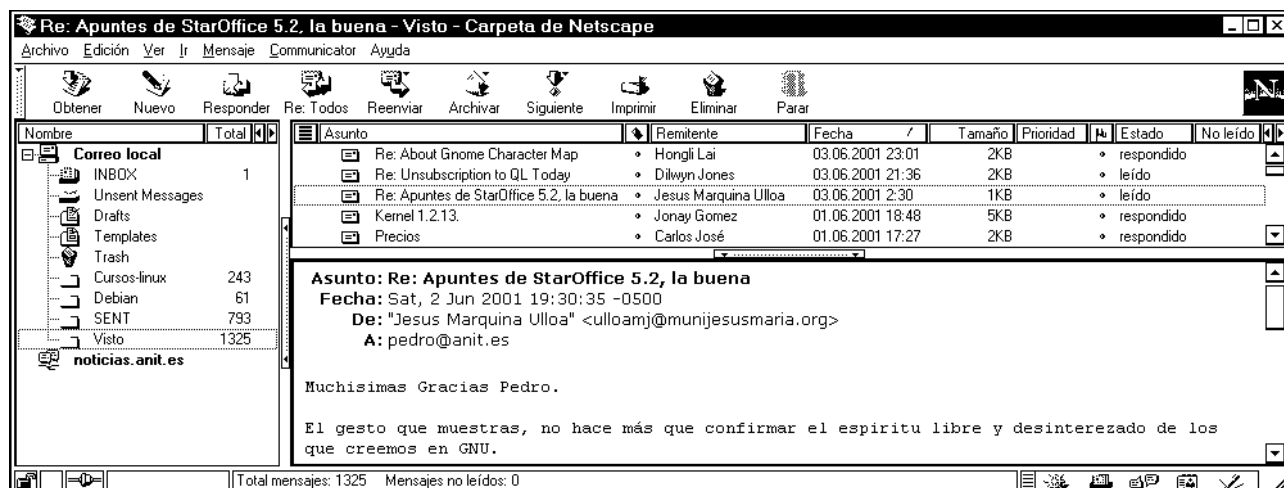 Re: Apuntes de StarOffice 5.2, la buena - Visto - Carpeta de Netscape
Archivo Edición Ver Ir Mensaje Communicator Ayuda
Obtener Nuevo Responder Re: Todos Reenviar Archivar Siguiente Imprimir Eliminar Parar
N
Nombre Total
Correo local
INBOX 1
Unsent Messages
Drafts
Templates
Trash
Cursos-linux 243
Debian 61
SENT 793
Visto 1325
noticias.anit.es
Asunto Remitente Fecha Tamaño Prioridad Estado No leído
Re: About Gnome Character Map Hongli Lai 03.06.2001 23:01 2KB respondido
Re: Unsubscription to QL Today Dilwyn Jones 03.06.2001 21:36 2KB leído
Re: Apuntes de StarOffice 5.2, la buena Jesus Marquina Ulloa 03.06.2001 2:30 1KB leído
Kernel 1.2.13. Jonay Gomez 01.06.2001 18:48 5KB respondido
Precios Carlos José 01.06.2001 17:27 2KB respondido
Asunto: Re: Apuntes de StarOffice 5.2, la buena
Fecha: Sat, 2 Jun 2001 19:30:35 -0500
De: "Jesus Marquina Ulloa" <ulloamj@munijesusmaria.org>
A: pedro@anit.es
Muchisimas Gracias Pedro.
El gesto que muestras, no hace más que confirmar el espiritu libre y desinterezado de los
que creemos en GNU.
Total mensajes: 1325 Mensajes no leídos: 0